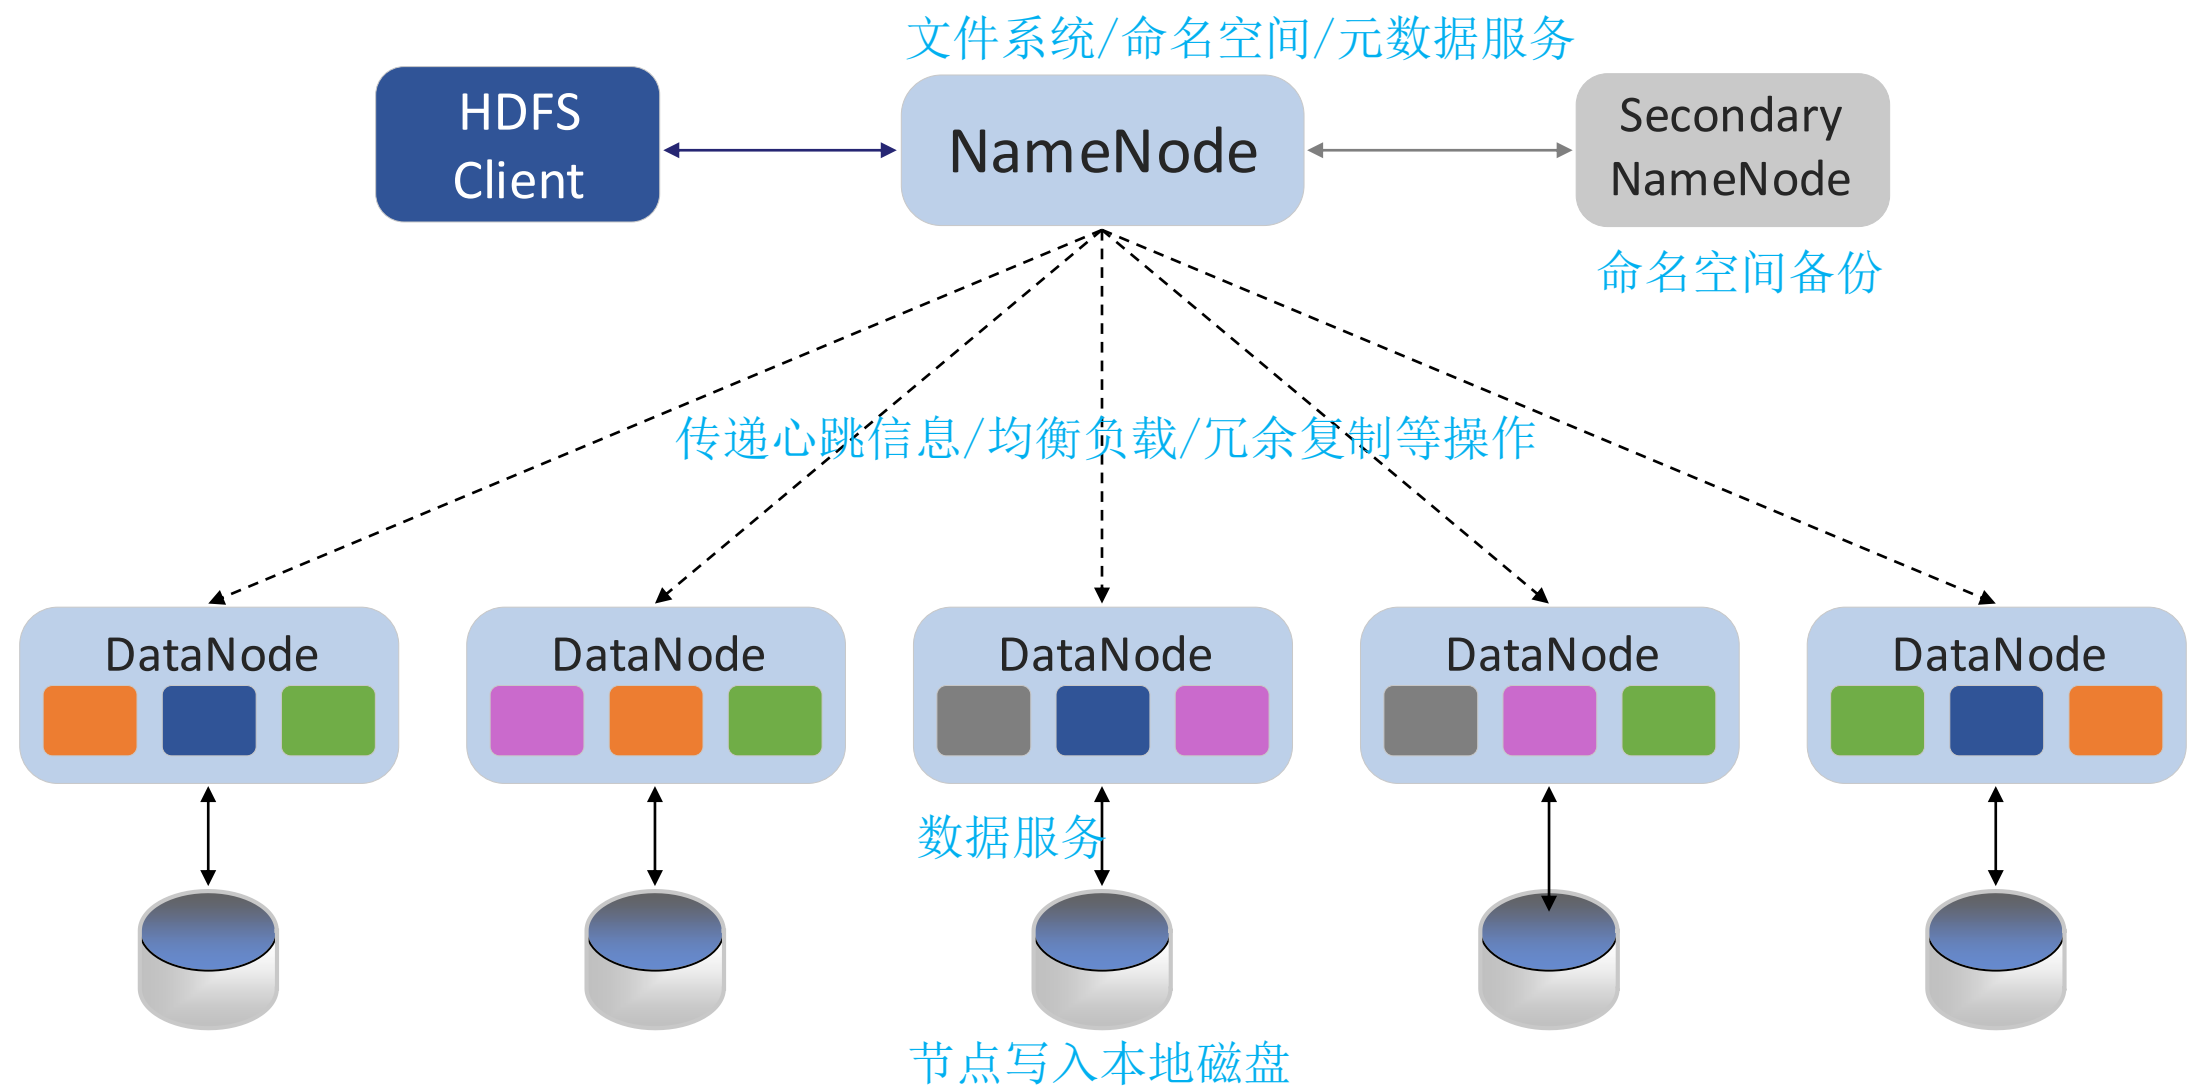 文件系统/命名空间/元数据服务
HDFS
Client
NameNode
Secondary
NameNode
命名空间备份
传递心跳信息/均衡负载/冗余复制等操作
DataNode
DataNode
DataNode
DataNode
DataNode
数据服务
节点写入本地磁盘